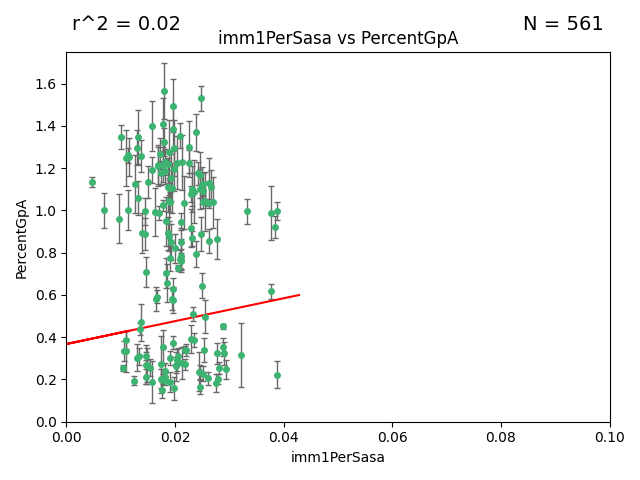 r^2 = 0.02
N = 561
imm1PerSasa vs PercentGpA
PercentGpA
1.6
1.4
1.2
1.0
0.8
0.6
0.4
0.2
0.0
0.00 0.02 0.04 0.06 0.08 0.10
imm1PerSasa